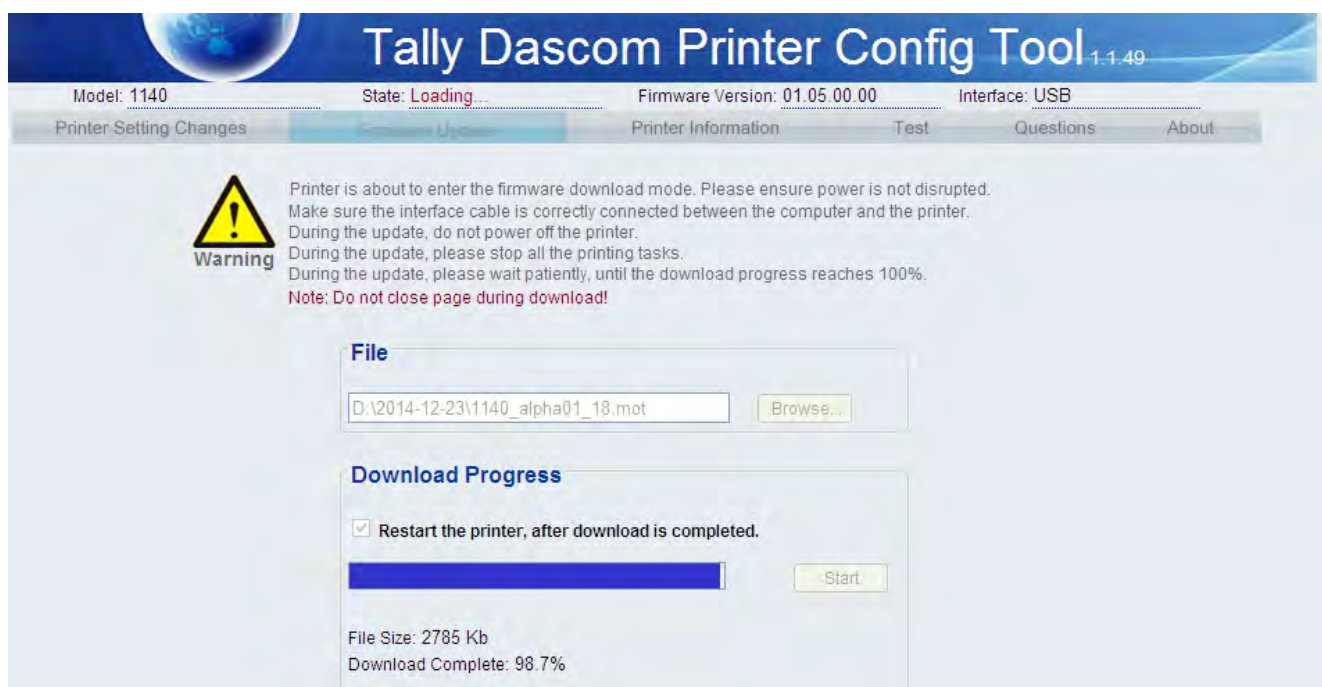 Tally Dascom Printer Config Tool 1.1.49
Model: 1140 State: Loading... Firmware Version: 01.05.00.00 Interface: USB
Printer Setting Changes Firmware Update Printer Information Test Questions About
Printer is about to enter the firmware download mode. Please ensure power is not disrupted.
Make sure the interface cable is correctly connected between the computer and the printer.
During the update, do not power off the printer.
During the update, please stop all the printing tasks.
During the update, please wait patiently, until the download progress reaches 100%.
Note: Do not close page during download!
Warning
File
D:\2014-12-23\1140_alpha01_18.mot Browse...
Download Progress
Restart the printer, after download is completed.
Start
File Size: 2785 Kb
Download Complete: 98.7%